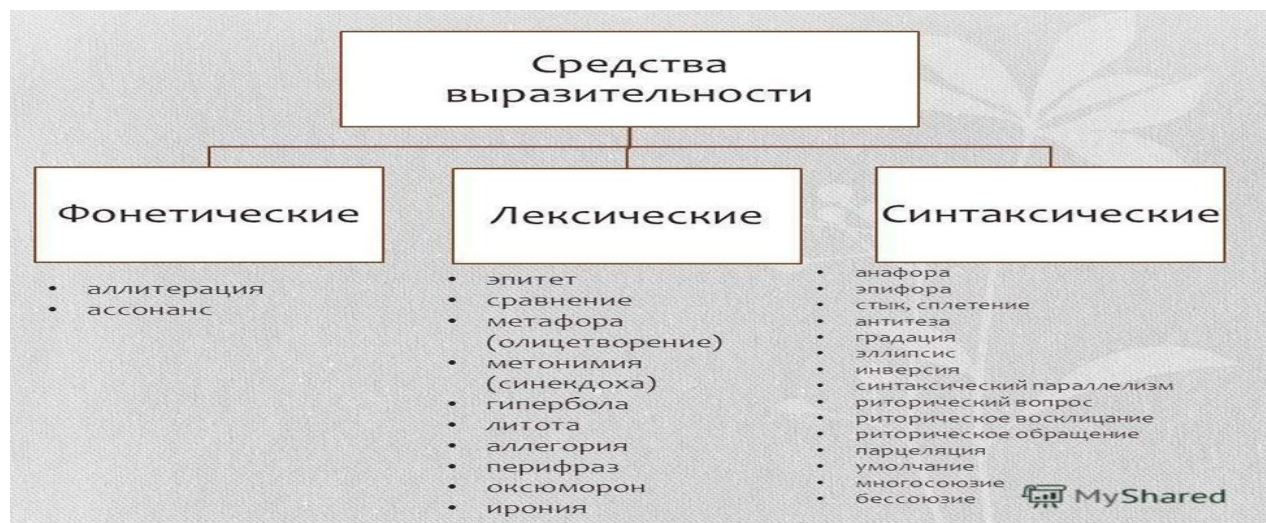 Средства
выразительности
Фонетические
Лексические
Синтаксические
• аллитерация
• ассонанс
• эпитет
• сравнение
• метафора
(олицетворение)
• метонимия
(синекдоха)
• гипербола
• литота
• аллегория
• перифраз
• оксюморон
• ирония
• анафора
• эпифора
• стык, сплетение
• антитеза
• градация
• эллипсис
• инверсия
• синтаксический параллелизм
• риторический вопрос
• риторическое восклицание
• риторическое обращение
• парцеляция
• умолчание
• многосоюзие
• бессоюзие
MyShared